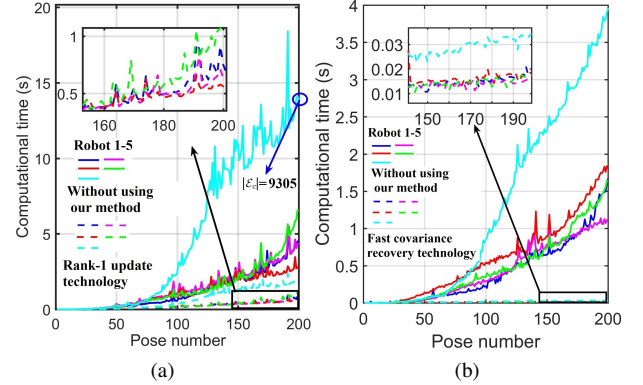 20
15
10
5
0
Computational time (s)
1
0.5
160
180
200
Robot 1-5
Without using
our method
Rank-1 update
technology
|ℰc|=9305
0
50
100
150
200
Pose number
(a)
4
3.5
3
2.5
2
1.5
1
0.5
0
Computational time (s)
0.03
0.02
0.01
150
170
190
Robot 1-5
Without using
our method
Fast covariance
recovery technology
0
50
100
150
200
Pose number
(b)